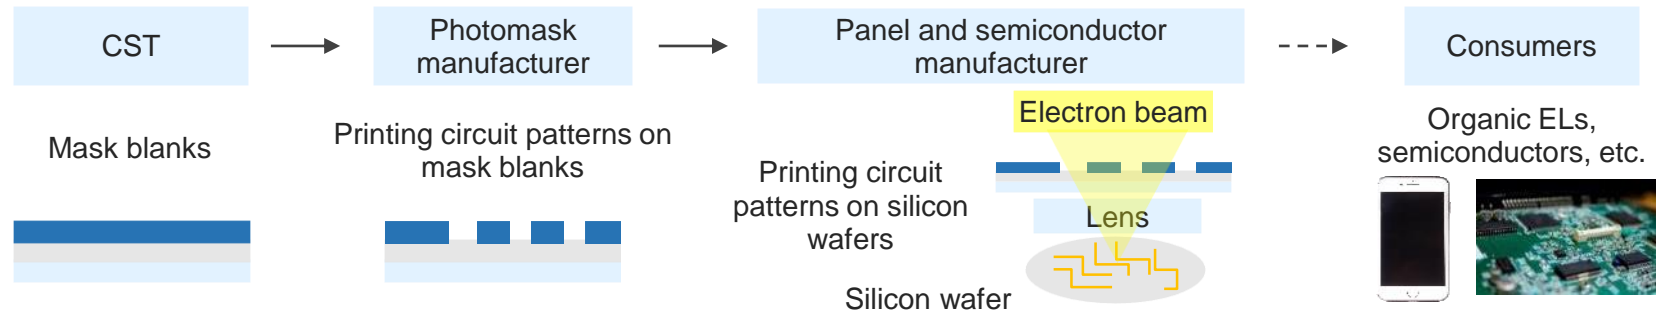 CST
Photomask
manufacturer
Panel and semiconductor
manufacturer
Consumers
Mask blanks
Printing circuit patterns on
mask blanks
Electron beam
Printing circuit
patterns on silicon
wafers
Lens
Silicon wafer
Organic ELs,
semiconductors, etc.